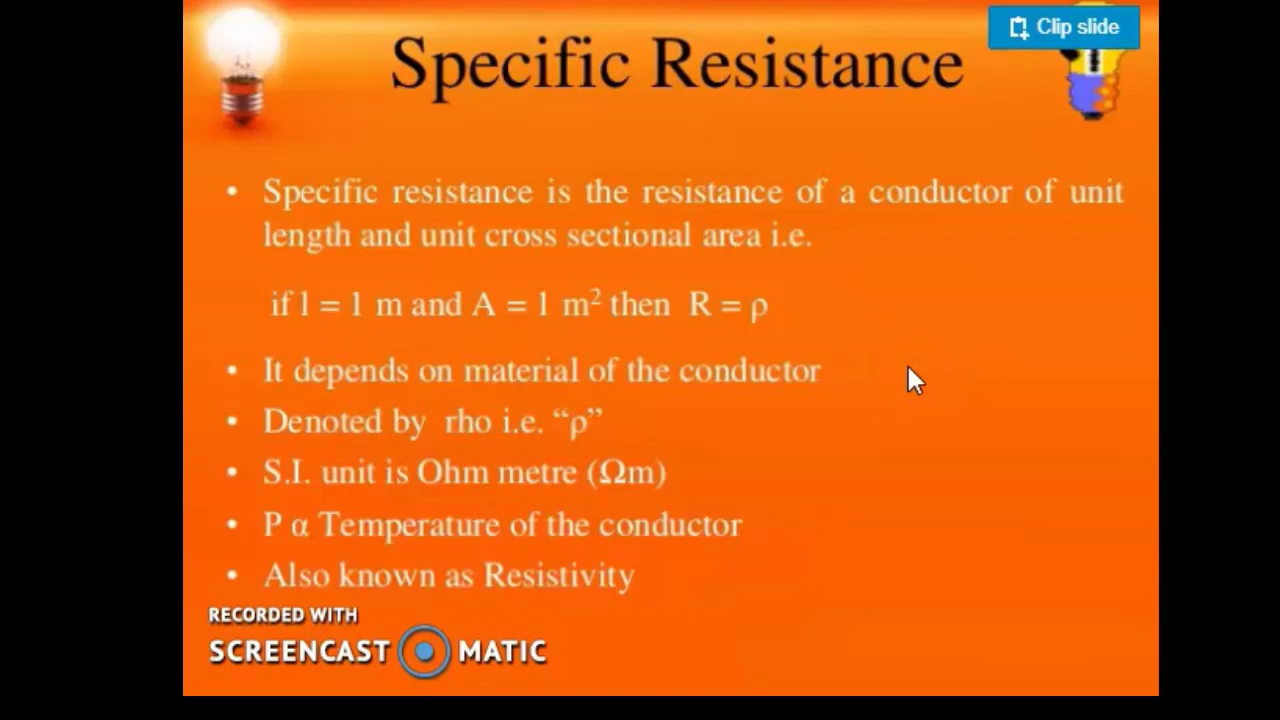 Clip slide
Specific Resistance
• Specific resistance is the resistance of a conductor of unit
length and unit cross sectional area i.e.
if l = 1 m and A = 1 m² then R = ρ
• It depends on material of the conductor
• Denoted by rho i.e. “ρ”
• S.I. unit is Ohm metre (Ωm)
• P α Temperature of the conductor
• Also known as Resistivity
RECORDED WITH
SCREENCAST MATIC